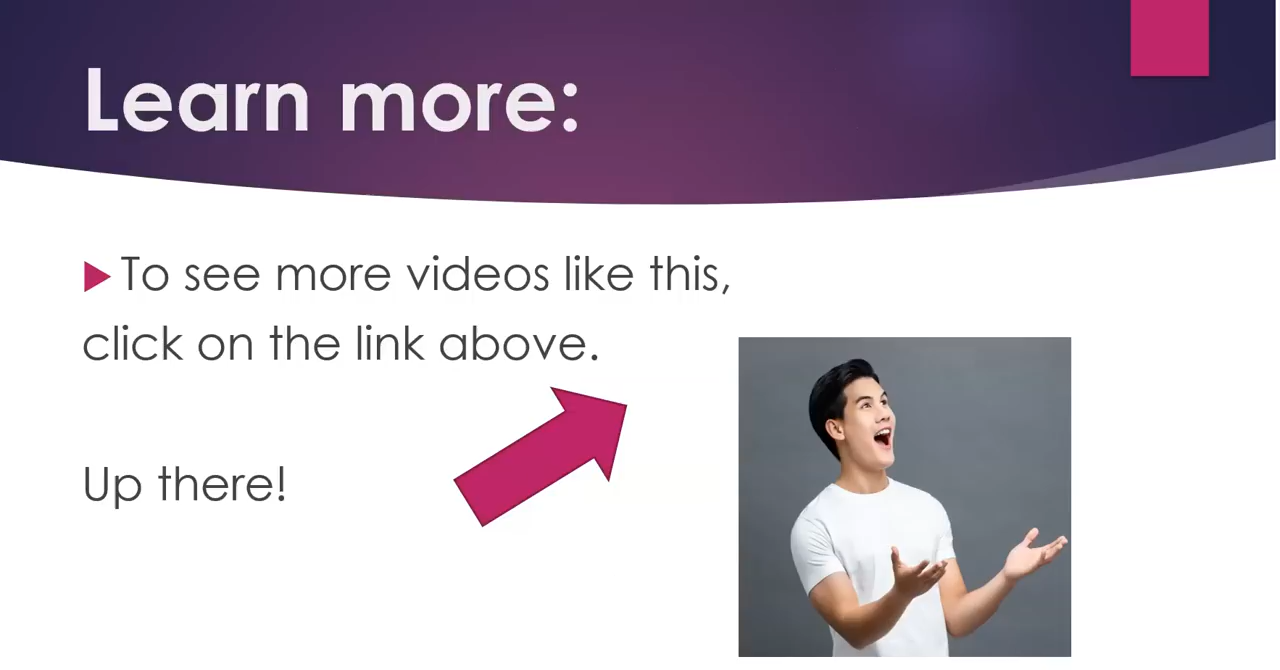 Learn more:
To see more videos like this,
click on the link above.
Up there!